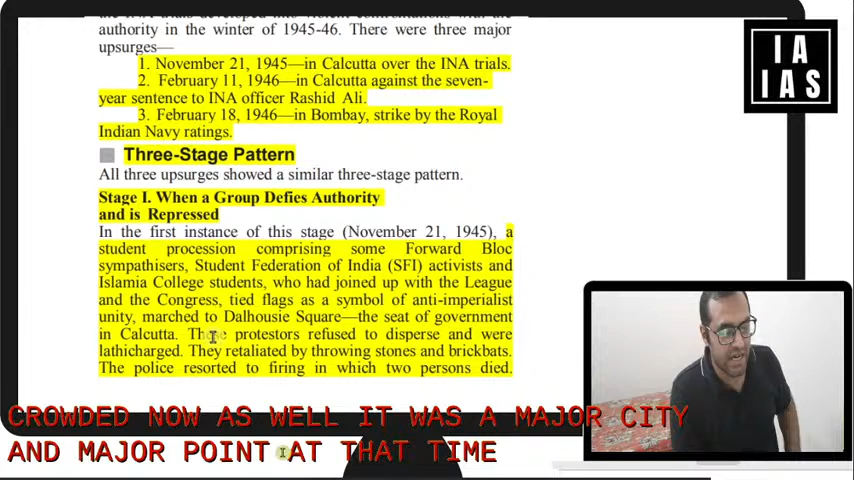 authority in the winter of 1945-46. There were three major
upsurges—
1. November 21, 1945—in Calcutta over the INA trials.
2. February 11, 1946—in Calcutta against the seven-
year sentence to INA officer Rashid Ali.
3. February 18, 1946—in Bombay, strike by the Royal
Indian Navy ratings.
Three-Stage Pattern
All three upsurges showed a similar three-stage pattern.
Stage I. When a Group Defies Authority
and is Repressed
In the first instance of this stage (November 21, 1945), a
student procession comprising some Forward Bloc
sympathisers, Student Federation of India (SFI) activists and
Islamia College students, who had joined up with the League
and the Congress, tied flags as a symbol of anti-imperialist
unity, marched to Dalhousie Square—the seat of government
in Calcutta. These protestors refused to disperse and were
lathicharged. They retaliated by throwing stones and brickbats.
The police resorted to firing in which two persons died.
IA
IAS
CROWDED NOW AS WELL IT WAS A MAJOR CITY
AND MAJOR POINT AT THAT TIME